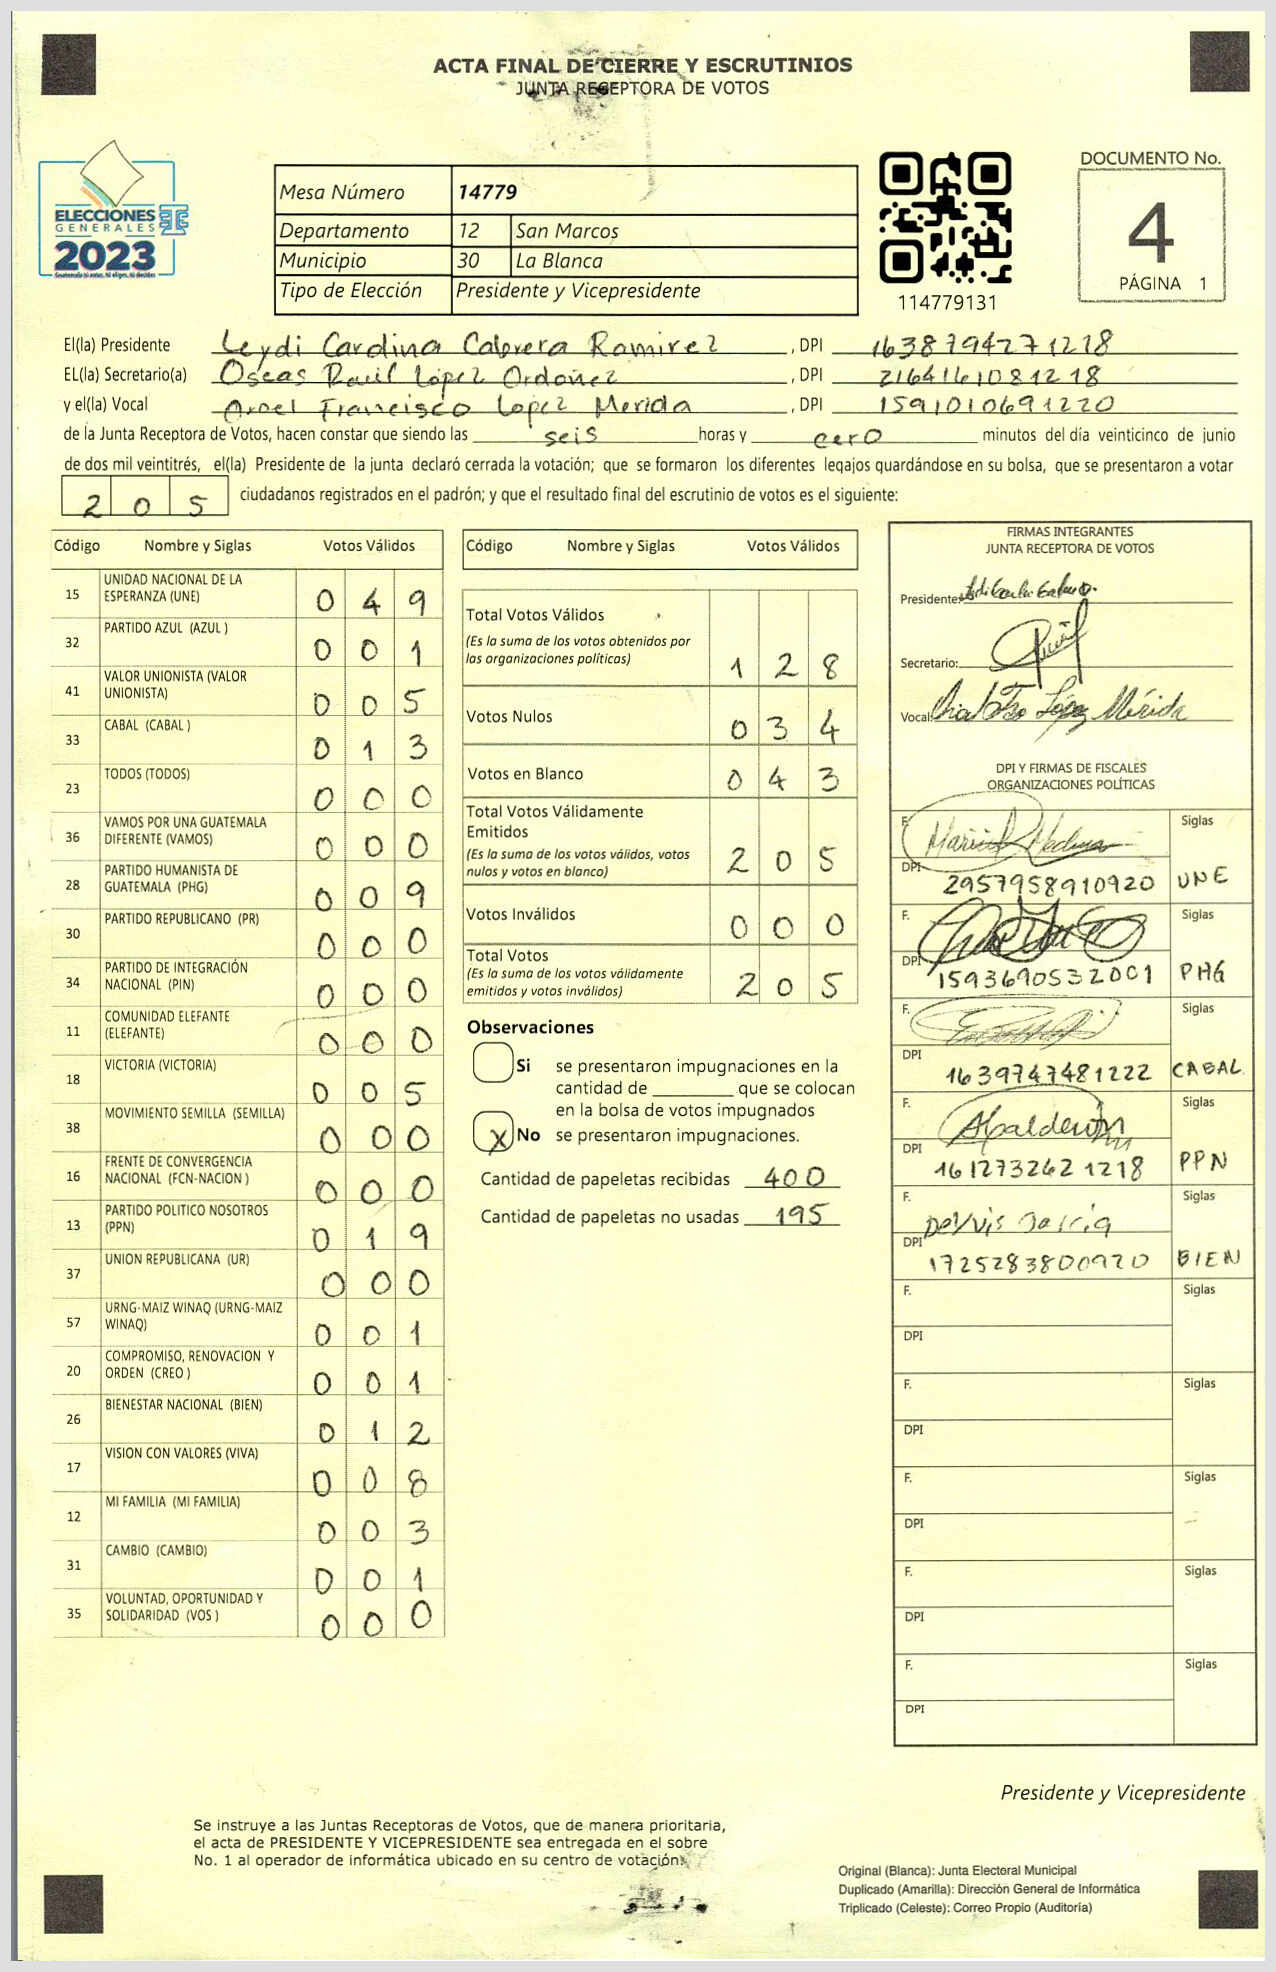 ACTA FINAL DE CIERRE Y ESCRUTINIOS
JUNTA RECEPTORA DE VOTOS
ELECCIONES
GENERALES
2023
Mesa Número 14779
Departamento 12 San Marcos
Municipio 30 La Blanca
Tipo de Elección Presidente y Vicepresidente
114779131
DOCUMENTO No.
4
PÁGINA 1
El(la) Presidente Leydi Cardina Cabrera Ramirez , DPI 1638794271218
EL(la) Secretario(a) Oseas Raúl López Ordoñez , DPI 2164161081218
y el(la) Vocal Francisco Lopez Merida , DPI 1591010691220
de la Junta Receptora de Votos, hacen constar que siendo las seis horas y cero minutos del día veinticinco de junio
de dos mil veintitrés, el(la) Presidente de la junta declaró cerrada la votación; que se formaron los diferentes legajos quardándose en su bolsa, que se presentaron a votar
205 ciudadanos registrados en el padrón; y que el resultado final del escrutinio de votos es el siguiente:
Código Nombre y Siglas Votos Válidos
15 UNIDAD NACIONAL DE LA
ESPERANZA (UNE) 0 4 9
32 PARTIDO AZUL (AZUL ) 0 0 1
41 VALOR UNIONISTA (VALOR
UNIONISTA) 0 0 5
33 CABAL (CABAL ) 0 1 3
23 TODOS (TODOS) 0 0 0
36 VAMOS POR UNA GUATEMALA
DIFERENTE (VAMOS) 0 0 0
28 PARTIDO HUMANISTA DE
GUATEMALA (PHG) 0 0 9
30 PARTIDO REPUBLICANO (PR) 0 0 0
34 PARTIDO DE INTEGRACIÓN
NACIONAL (PIN) 0 0 0
11 COMUNIDAD ELEFANTE
(ELEFANTE) 0 0 0
18 VICTORIA (VICTORIA) 0 0 5
38 MOVIMIENTO SEMILLA (SEMILLA) 0 0 0
16 FRENTE DE CONVERGENCIA
NACIONAL (FCN-NACION ) 0 0 0
13 PARTIDO POLITICO NOSOTROS
(PPN) 0 1 9
37 UNION REPUBLICANA (UR) 0 0 0
57 URNG-MAIZ WINAQ (URNG-MAIZ
WINAQ) 0 0 1
20 COMPROMISO, RENOVACION Y
ORDEN (CREO ) 0 0 1
26 BIENESTAR NACIONAL (BIEN) 0 1 2
17 VISION CON VALORES (VIVA) 0 0 8
12 MI FAMILIA (MI FAMILIA) 0 0 3
31 CAMBIO (CAMBIO) 0 0 1
35 VOLUNTAD, OPORTUNIDAD Y
SOLIDARIDAD (VOS ) 0 0 0
Código Nombre y Siglas Votos Válidos
Total Votos Válidos
(Es la suma de los votos obtenidos por
las organizaciones políticas) 1 2 8
Votos Nulos 0 3 4
Votos en Blanco 0 4 3
Total Votos Válidamente
Emitidos
(Es la suma de los votos válidos, votos
nulos y votos en blanco) 2 0 5
Votos Inválidos 0 0 0
Total Votos
(Es la suma de los votos válidamente
emitidos y votos inválidos) 2 0 5
Observaciones
Si se presentaron impugnaciones en la
cantidad de ________ que se colocan
en la bolsa de votos impugnados
X No se presentaron impugnaciones.
Cantidad de papeletas recibidas 400
Cantidad de papeletas no usadas 195
FIRMAS INTEGRANTES
JUNTA RECEPTORA DE VOTOS
Presidente:
Secretario:
Vocal: López Mérida
DPI Y FIRMAS DE FISCALES
ORGANIZACIONES POLÍTICAS
F. Siglas
DPI 2957958910920 UNE
F. Siglas
DPI 1593690532001 PHG
F. Siglas
DPI 1639747481222 CABAL
F. Siglas
DPI 1612732621218 PPN
F. Siglas
DPI 1725283800920 BIEN
F. Siglas
DPI
F. Siglas
DPI
F. Siglas
DPI
F. Siglas
DPI
F. Siglas
DPI
Presidente y Vicepresidente
Se instruye a las Juntas Receptoras de Votos, que de manera prioritaria,
el acta de PRESIDENTE Y VICEPRESIDENTE sea entregada en el sobre
No. 1 al operador de informática ubicado en su centro de votación.
Original (Blanca): Junta Electoral Municipal
Duplicado (Amarilla): Dirección General de Informática
Triplicado (Celeste): Correo Propio (Auditoría)